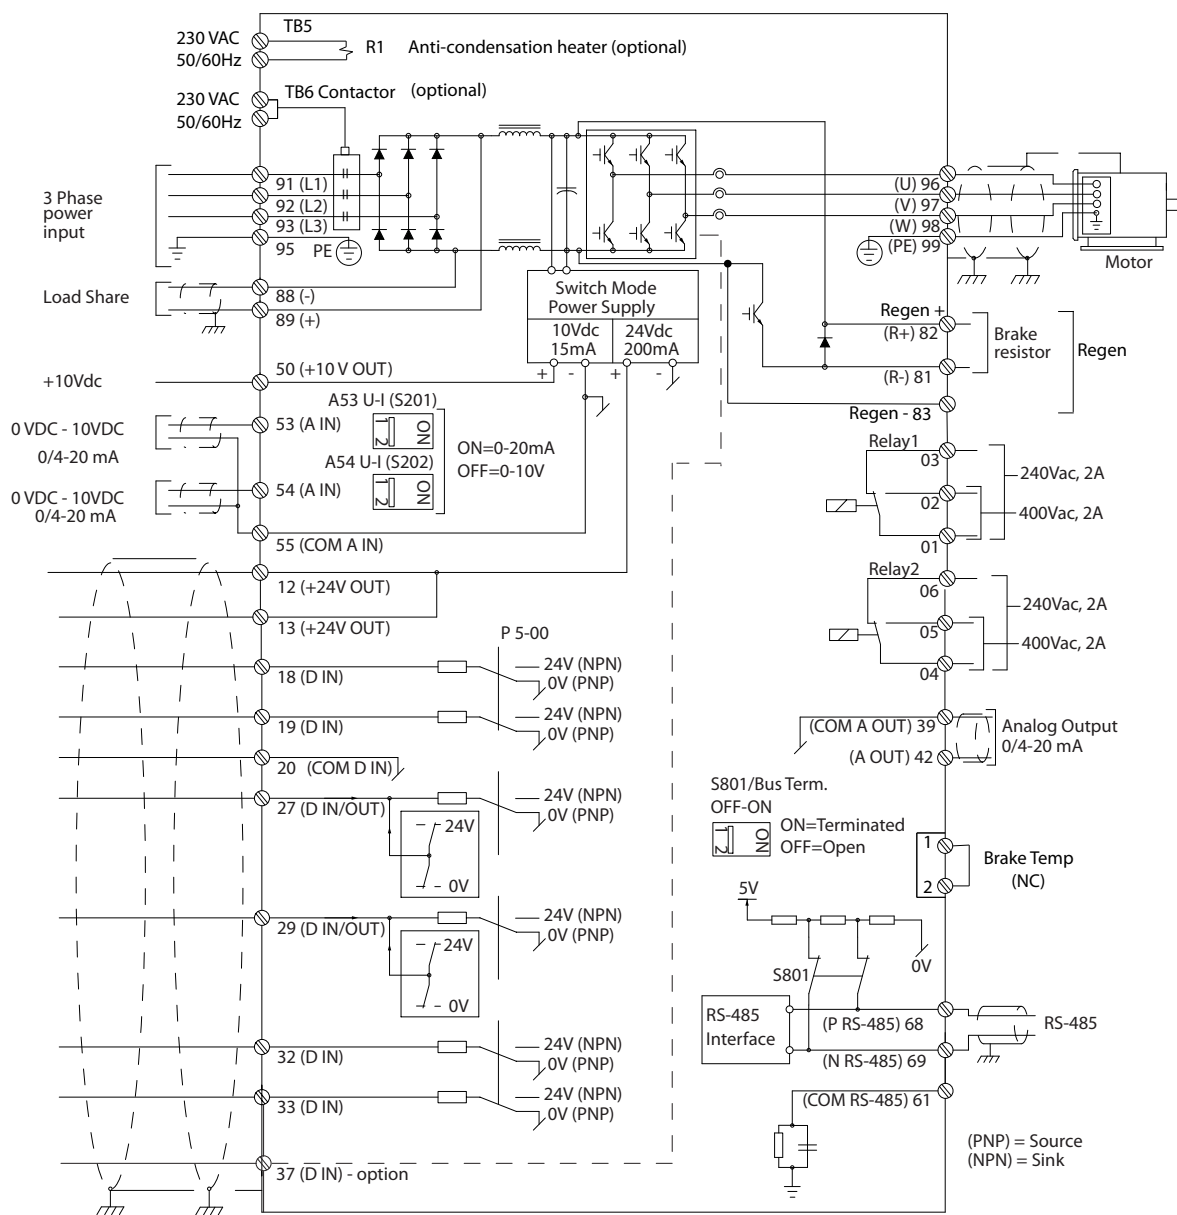 TB5
230 VAC
50/60Hz
R1
Anti-condensation heater (optional)
TB6 Contactor (optional)
230 VAC
50/60Hz
3 Phase
power
input
91 (L1)
92 (L2)
93 (L3)
95
PE
(U) 96
(V) 97
(W) 98
(PE) 99
Motor
Load Share
88 (-)
89 (+)
Switch Mode
Power Supply
10Vdc
15mA
24Vdc
200mA
+ - + -
Regen +
(R+) 82
Brake
resistor
Regen
(R-) 81
Regen - 83
+10Vdc
50 (+10 V OUT)
A53 U-I (S201)
1 2
ON
0 VDC - 10VDC
0/4-20 mA
53 (A IN)
A54 U-I (S202)
1 2
ON
ON=0-20mA
OFF=0-10V
0 VDC - 10VDC
0/4-20 mA
54 (A IN)
55 (COM A IN)
Relay1
03
240Vac, 2A
02
400Vac, 2A
01
12 (+24V OUT)
13 (+24V OUT)
Relay2
06
240Vac, 2A
05
400Vac, 2A
04
P 5-00
18 (D IN)
24V (NPN)
0V (PNP)
19 (D IN)
24V (NPN)
0V (PNP)
20 (COM D IN)
27 (D IN/OUT)
24V (NPN)
0V (PNP)
24V
0V
29 (D IN/OUT)
24V (NPN)
0V (PNP)
24V
0V
32 (D IN)
24V (NPN)
0V (PNP)
33 (D IN)
24V (NPN)
0V (PNP)
37 (D IN) - option
(COM A OUT) 39
Analog Output
0/4-20 mA
(A OUT) 42
S801/Bus Term.
OFF-ON
1 2
ON
ON=Terminated
OFF=Open
1
2
Brake Temp
(NC)
5V
0V
S801
RS-485
Interface
(P RS-485) 68
RS-485
(N RS-485) 69
(COM RS-485) 61
(PNP) = Source
(NPN) = Sink